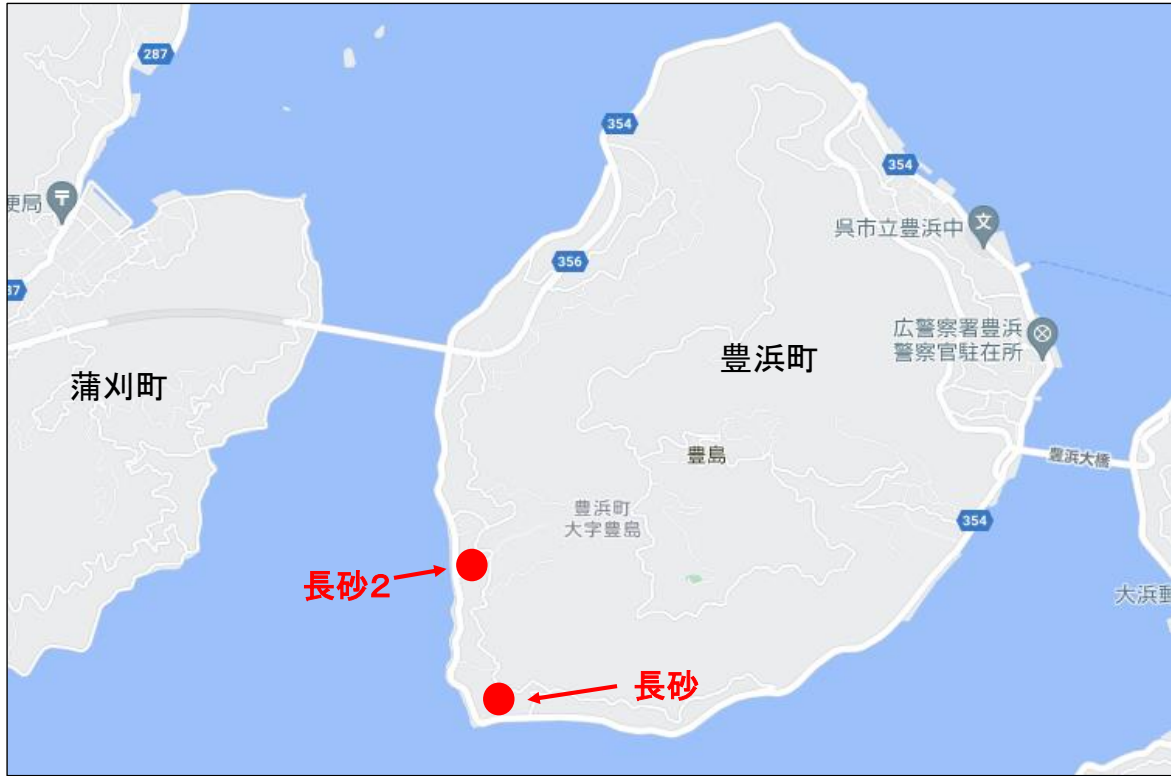 287
354
354
便局
呉市立豊浜中
37
356
広警察署豊浜
警察官駐在所
蒲刈町
豊浜町
豊島
豊浜大橋
豊浜町
大字豊島
354
長砂2
大浜郵
長砂